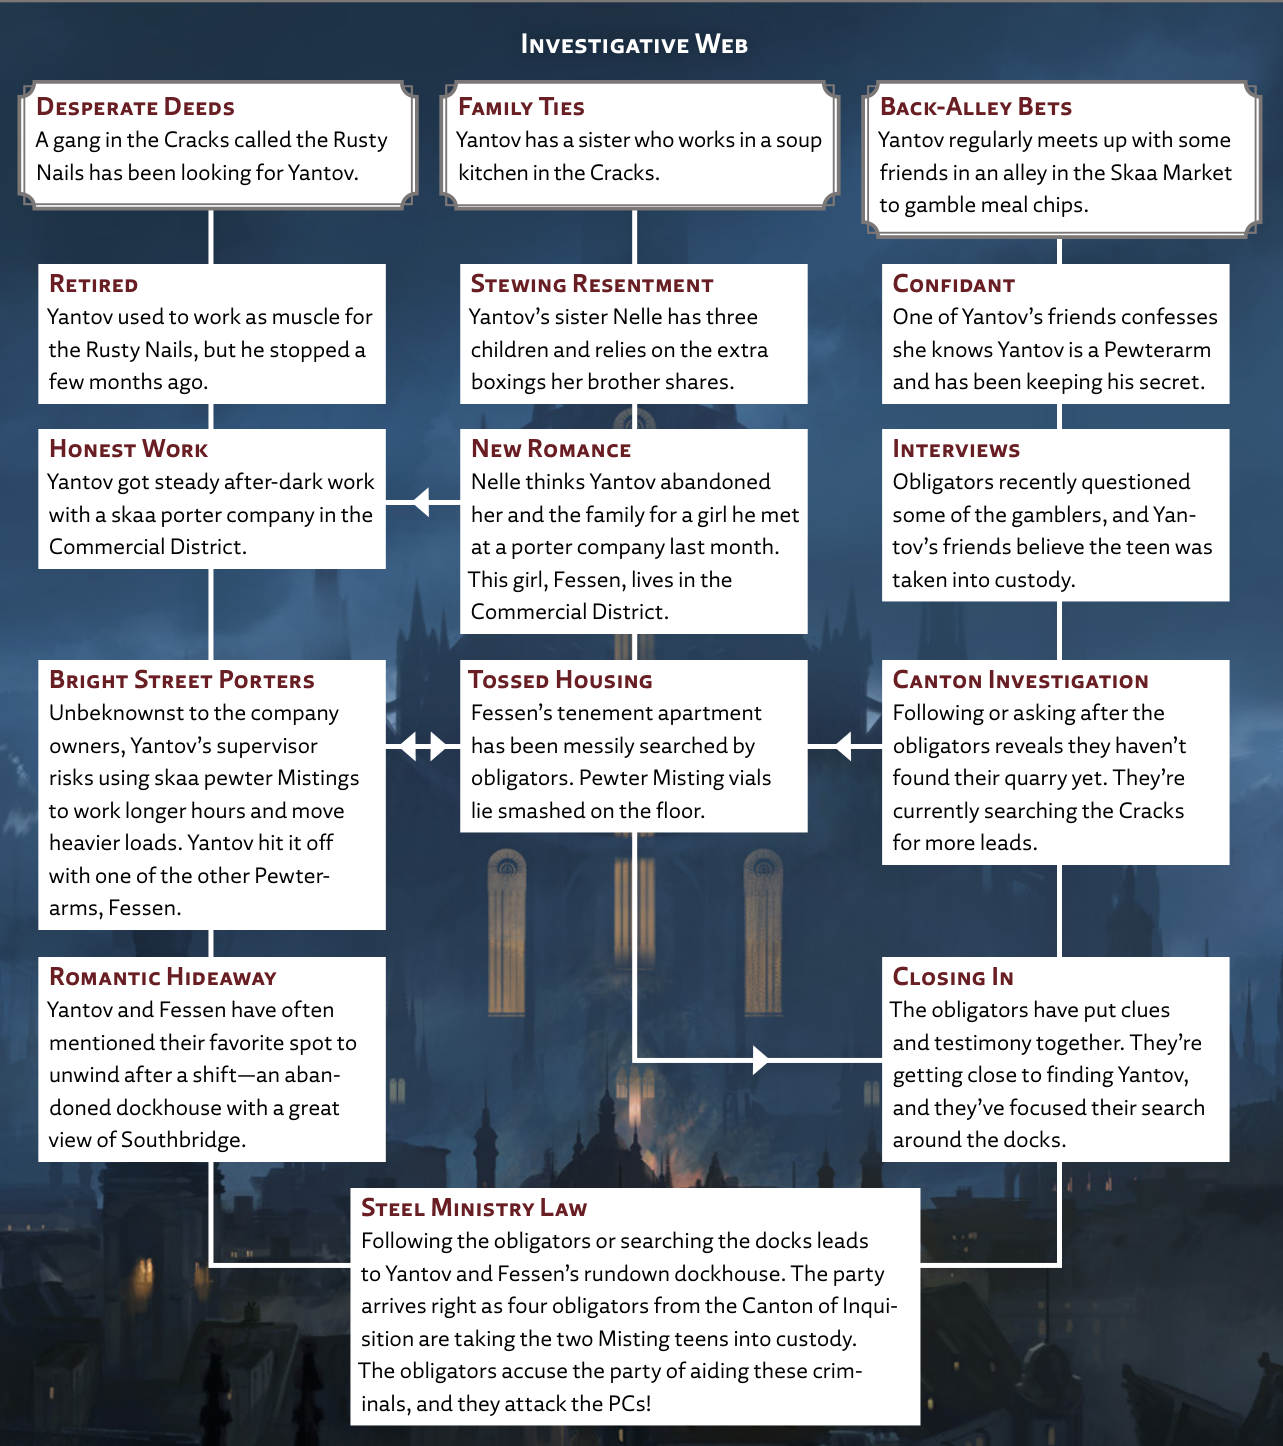 Investigative Web
Desperate Deeds
A gang in the Cracks called the Rusty
Nails has been looking for Yantov.
Family Ties
Yantov has a sister who works in a soup
kitchen in the Cracks.
Back-Alley Bets
Yantov regularly meets up with some
friends in an alley in the Skaa Market
to gamble meal chips.
Retired
Yantov used to work as muscle for
the Rusty Nails, but he stopped a
few months ago.
Stewing Resentment
Yantov's sister Nelle has three
children and relies on the extra
boxings her brother shares.
Confidant
One of Yantov's friends confesses
she knows Yantov is a Pewterarm
and has been keeping his secret.
Honest Work
Yantov got steady after-dark work
with a skaa porter company in the
Commercial District.
New Romance
Nelle thinks Yantov abandoned
her and the family for a girl he met
at a porter company last month.
This girl, Fessen, lives in the
Commercial District.
Interviews
Obligators recently questioned
some of the gamblers, and Yan-
tov's friends believe the teen was
taken into custody.
Bright Street Porters
Unbeknownst to the company
owners, Yantov's supervisor
risks using skaa pewter Mistings
to work longer hours and move
heavier loads. Yantov hit it off
with one of the other Pewter-
arms, Fessen.
Tossed Housing
Fessen's tenement apartment
has been messily searched by
obligators. Pewter Misting vials
lie smashed on the floor.
Canton Investigation
Following or asking after the
obligators reveals they haven't
found their quarry yet. They're
currently searching the Cracks
for more leads.
Romantic Hideaway
Yantov and Fessen have often
mentioned their favorite spot to
unwind after a shift—an aban-
doned dockhouse with a great
view of Southbridge.
Closing In
The obligators have put clues
and testimony together. They're
getting close to finding Yantov,
and they've focused their search
around the docks.
Steel Ministry Law
Following the obligators or searching the docks leads
to Yantov and Fessen's rundown dockhouse. The party
arrives right as four obligators from the Canton of Inqui-
sition are taking the two Misting teens into custody.
The obligators accuse the party of aiding these crim-
inals, and they attack the PCs!